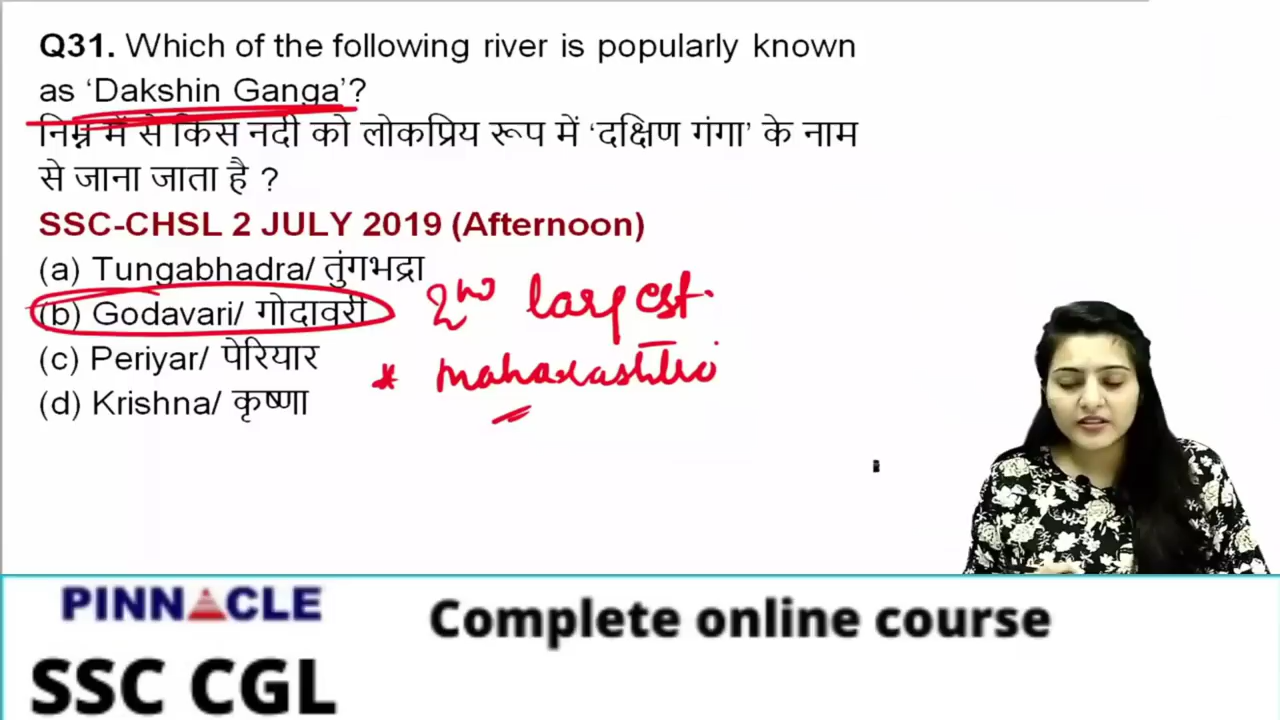 Q31. Which of the following river is popularly known
as ‘Dakshin Ganga’?
निम्न में से किस नदी को लोकप्रिय रूप में ‘दक्षिण गंगा’ के नाम
से जाना जाता है ?
SSC-CHSL 2 JULY 2019 (Afternoon)
(a) Tungabhadra/ तुंगभद्रा
(b) Godavari/ गोदावरी
2nd largest
(c) Periyar/ पेरियार
* maharashtra
(d) Krishna/ कृष्णा
PINNACLE
Complete online course
SSC CGL